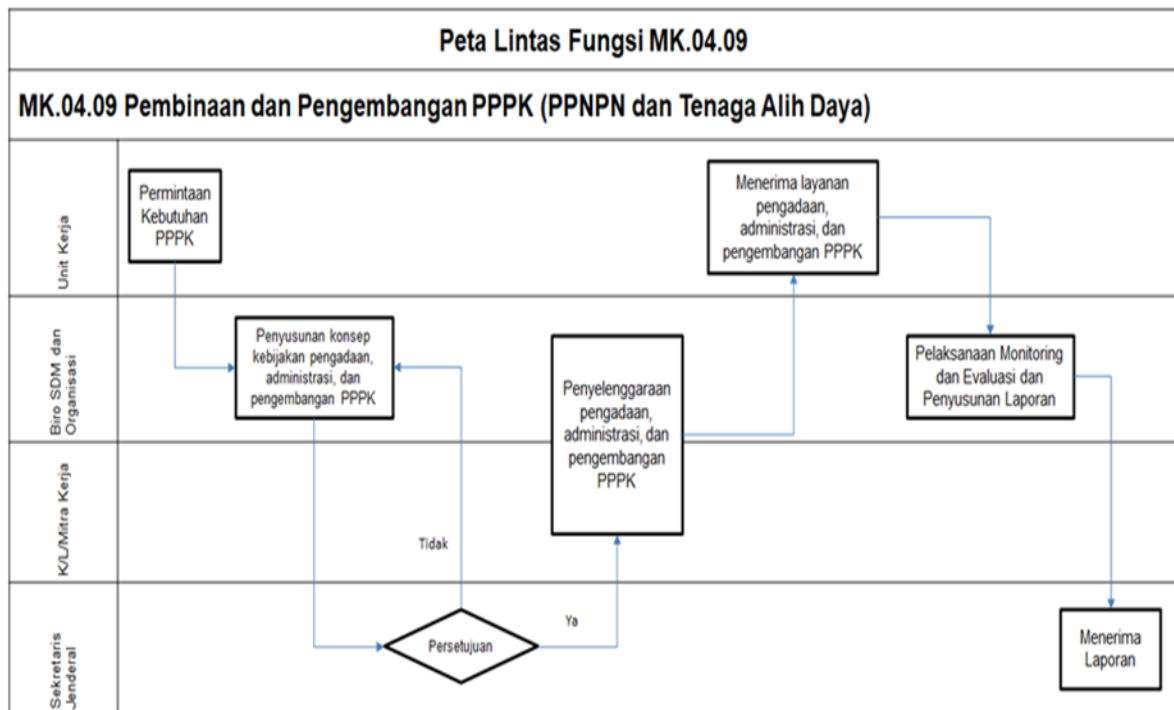 Peta Lintas Fungsi MK.04.09
MK.04.09 Pembinaan dan Pengembangan PPPK (PPNPN dan Tenaga Alih Daya)
Unit Kerja
Permintaan
Kebutuhan
PPPK
Menerima layanan
pengadaan,
administrasi, dan
pengembangan PPPK
Biro SDM dan
Organisasi
Penyusunan konsep
kebijakan pengadaan,
administrasi, dan
pengembangan PPPK
Penyelenggaraan
pengadaan,
administrasi, dan
pengembangan
PPPK
Pelaksanaan Monitoring
dan Evaluasi dan
Penyusunan Laporan
K/L/Mitra Kerja
Tidak
Sekretaris
Jenderal
Persetujuan
Ya
Menerima
Laporan